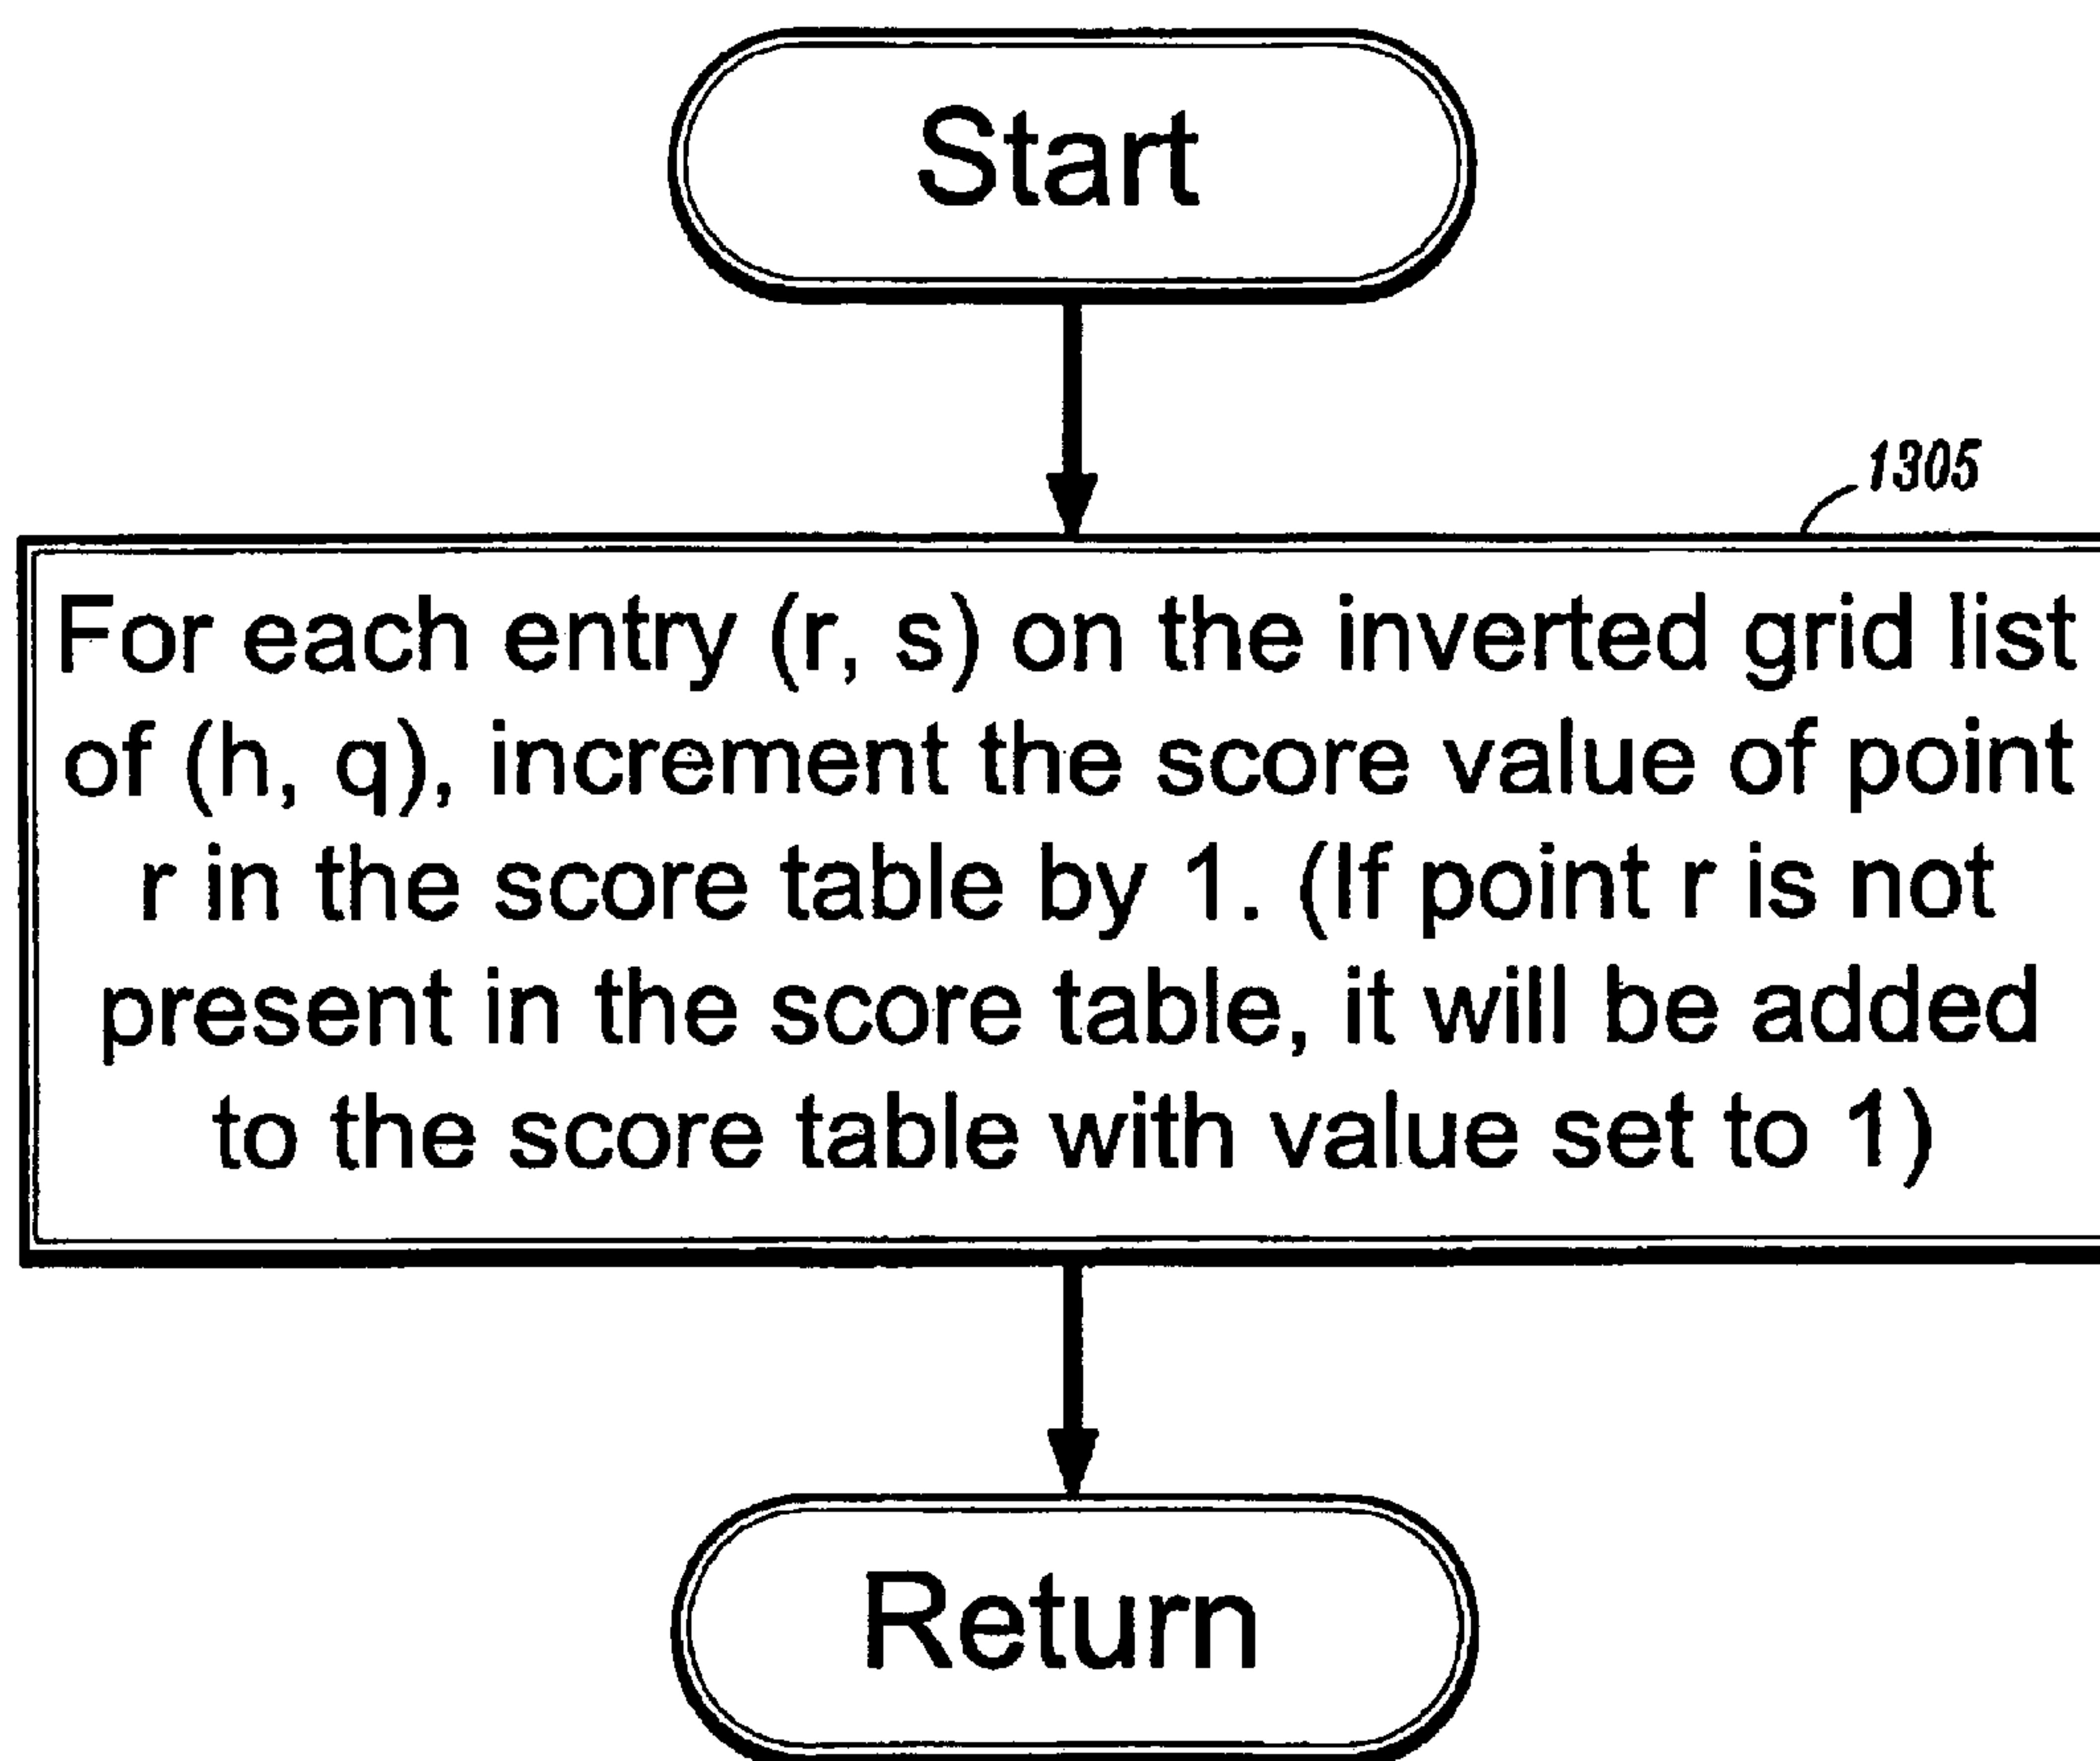 Start
1305
For each entry (r, s) on the inverted grid list
of (h, q), increment the score value of point
r in the score table by 1. (If point r is not
present in the score table, it will be added
to the score table with value set to 1)
Return